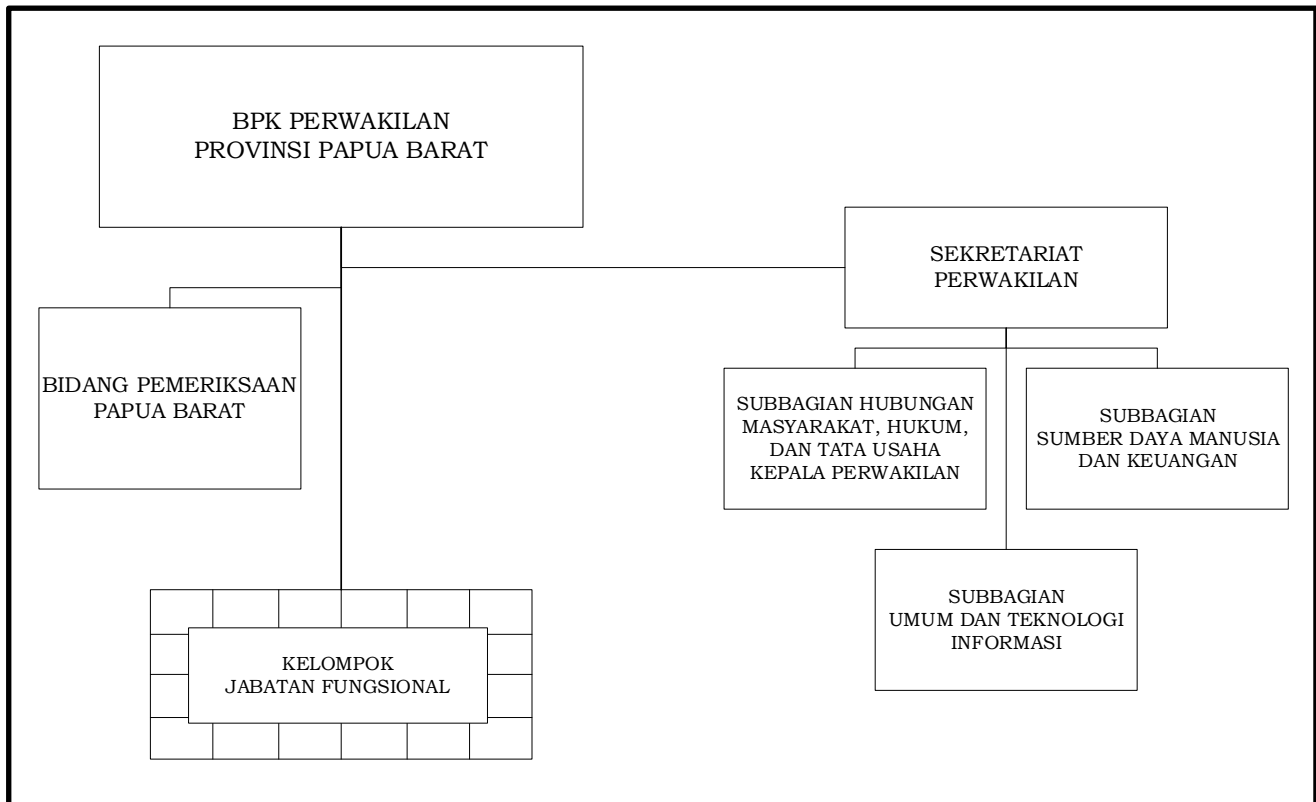 BPK PERWAKILAN
PROVINSI PAPUA BARAT
SEKRETARIAT
PERWAKILAN
BIDANG PEMERIKSAAN
PAPUA BARAT
SUBBAGIAN HUBUNGAN
MASYARAKAT, HUKUM,
DAN TATA USAHA
KEPALA PERWAKILAN
SUBBAGIAN
SUMBER DAYA MANUSIA
DAN KEUANGAN
SUBBAGIAN
UMUM DAN TEKNOLOGI
INFORMASI
KELOMPOK
JABATAN FUNGSIONAL